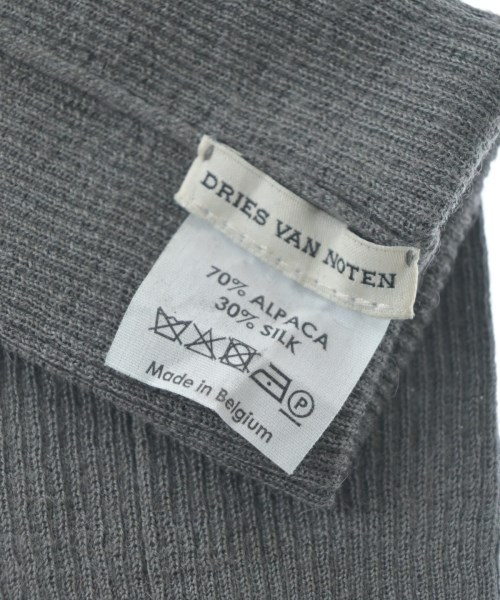 DRIES VAN NOTEN
70% ALPACA
30% SILK
P
Made in Belgium